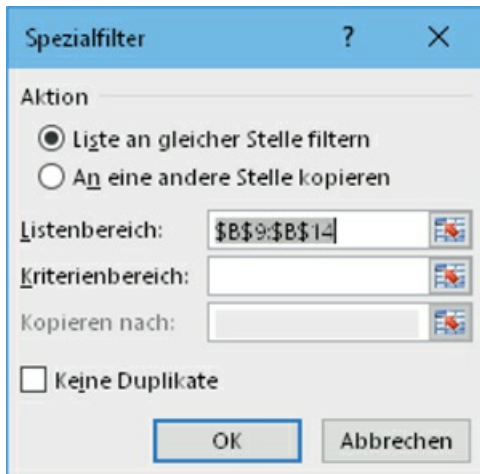 Spezialfilter ? ×
Aktion
Liste an gleicher Stelle filtern
An eine andere Stelle kopieren
Listenbereich: $B$9:$B$14
Kriterienbereich:
Kopieren nach:
Keine Duplikate
OK Abbrechen